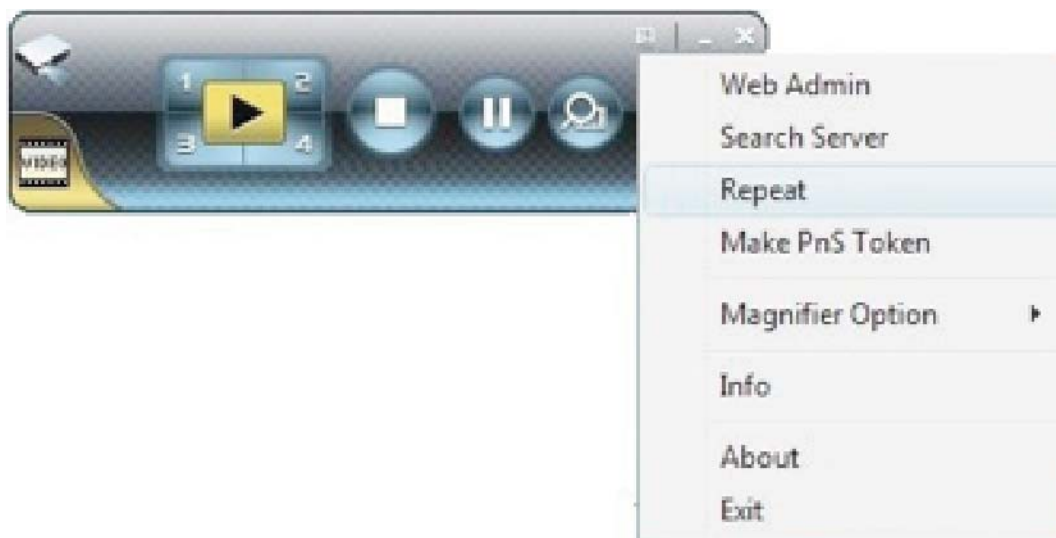 1 2
3 4
VIDEO
Web Admin
Search Server
Repeat
Make PnS Token
Magnifier Option
Info
About
Exit